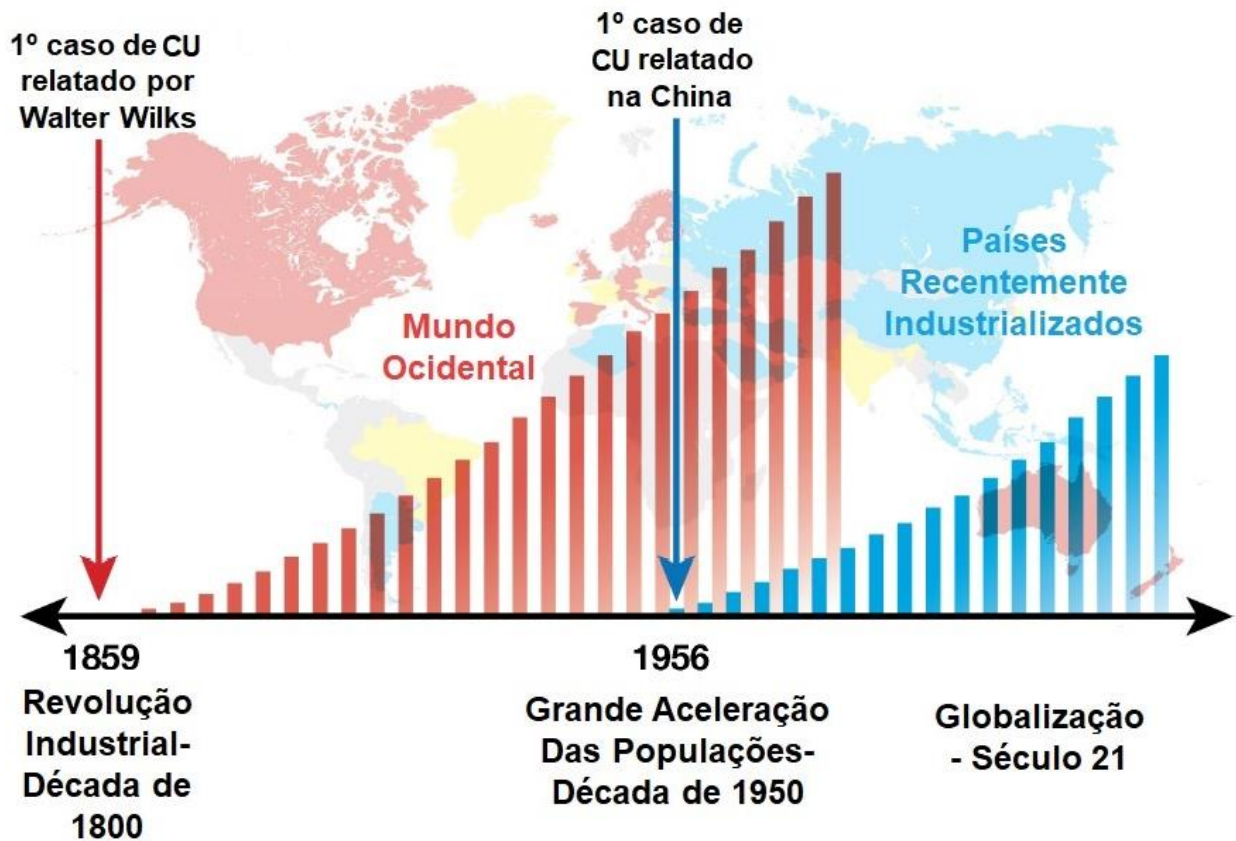 1º caso de CU
relatado por
Walter Wilks
1º caso de
CU relatado
na China
Mundo
Ocidental
Países
Recentemente
Industrializados
1859
Revolução
Industrial-
Década de
1800
1956
Grande Aceleração
Das Populações-
Década de 1950
Globalização
- Século 21